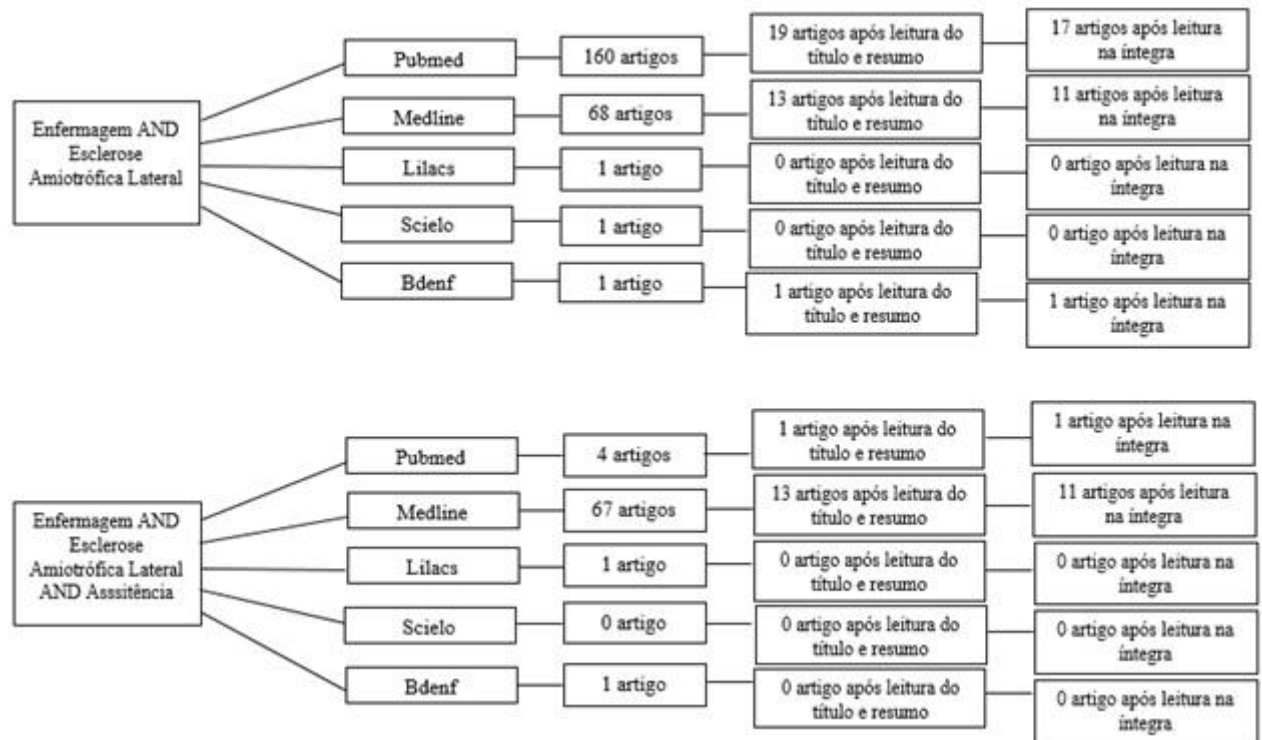 Enfermagem AND
Esclerose
Amiotrófica Lateral
Pubmed
160 artigos
19 artigos após leitura do
título e resumo
17 artigos após leitura
na íntegra
Medline
68 artigos
13 artigos após leitura do
título e resumo
11 artigos após leitura
na íntegra
Lilacs
1 artigo
0 artigo após leitura do
título e resumo
0 artigo após leitura na
íntegra
Scielo
1 artigo
0 artigo após leitura do
título e resumo
0 artigo após leitura na
íntegra
Bdenf
1 artigo
1 artigo após leitura do
título e resumo
1 artigo após leitura na
íntegra
Enfermagem AND
Esclerose
Amiotrófica Lateral
AND Asssitência
Pubmed
4 artigos
1 artigo após leitura do
título e resumo
1 artigo após leitura na
íntegra
Medline
67 artigos
13 artigos após leitura do
título e resumo
11 artigos após leitura
na íntegra
Lilacs
1 artigo
0 artigo após leitura do
título e resumo
0 artigo após leitura na
íntegra
Scielo
0 artigo
0 artigo após leitura do
título e resumo
0 artigo após leitura na
íntegra
Bdenf
1 artigo
0 artigo após leitura do
título e resumo
0 artigo após leitura na
íntegra